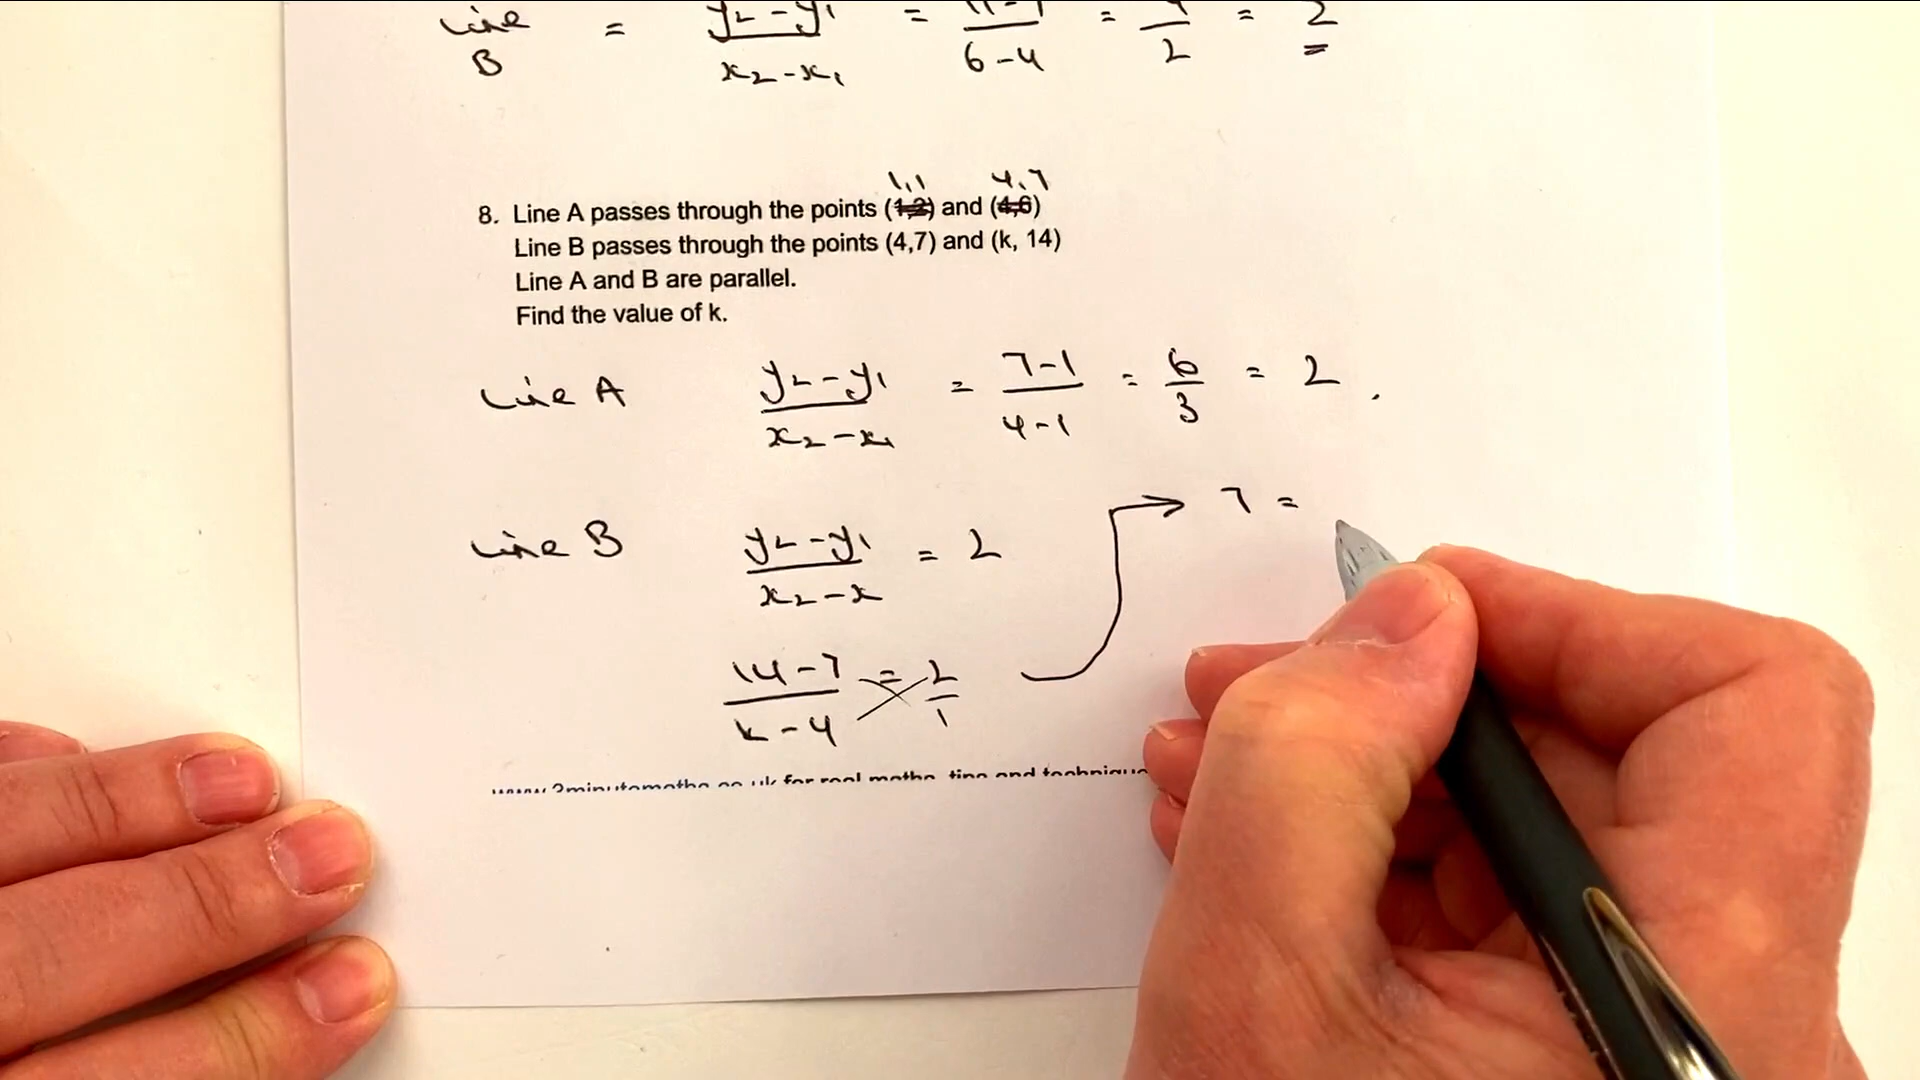 Line = y₂-y₁ = 11-7 = 4 = 2
B x₂-x₁ 6-4 2
1,1 4,7
8. Line A passes through the points (1,2) and (4,6)
Line B passes through the points (4,7) and (k, 14)
Line A and B are parallel.
Find the value of k.
Line A y₂-y₁ = 7-1 = 6 = 2
x₂-x₁ 4-1 3
7 =
Line B y₂-y₁ = 2
x₂-x
14-7 = 2
k-4 1